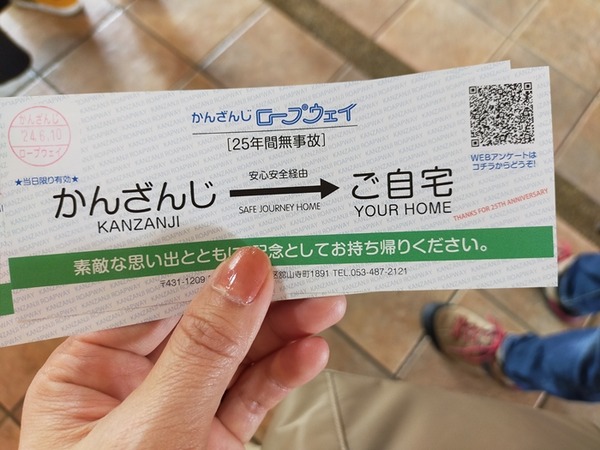 かんざんじ ロープウェイ
[25年間無事故]
かんざんじ
'24.6.10
ロープウェイ
WEBアンケートは
コチラからどうぞ!
★当日限り有効★
安心安全経由
かんざんじ ご自宅
KANZANJI SAFE JOURNEY HOME YOUR HOME
THANKS FOR 25TH ANNIVERSARY
素敵な思い出とともに 記念としてお持ち帰りください。
〒431-1209 区舘山寺町1891 TEL.053-487-2121